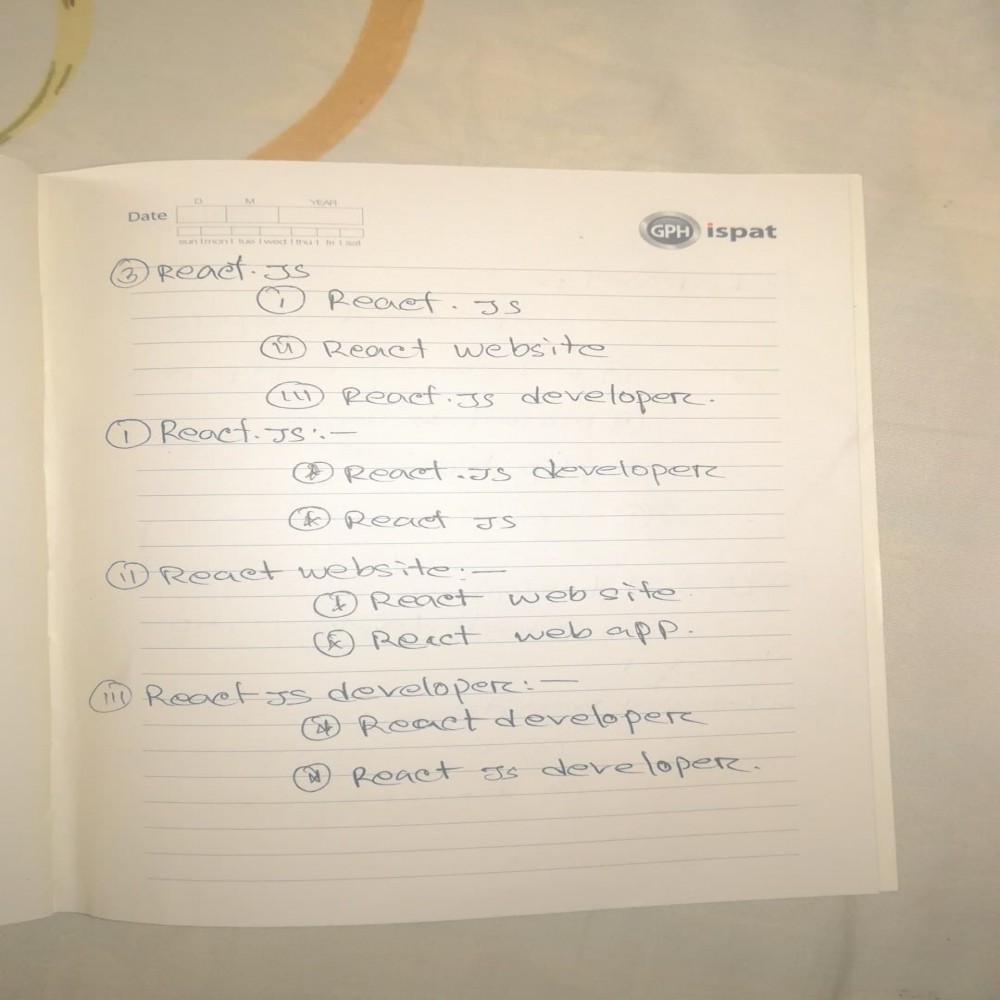 D M YEAR
Date
sun mon tue wed thu fri sat
GPH ispat
③ React.JS
ⓘ React.JS
ⓘⓘ React website
ⓘⓘⓘ React.JS developer.
ⓘ React.JS:-
* React.JS developer
* React JS
ⓘⓘ React website:-
* React web site
* React web app.
ⓘⓘⓘ React JS developer:-
* React developer
* React JS developer.